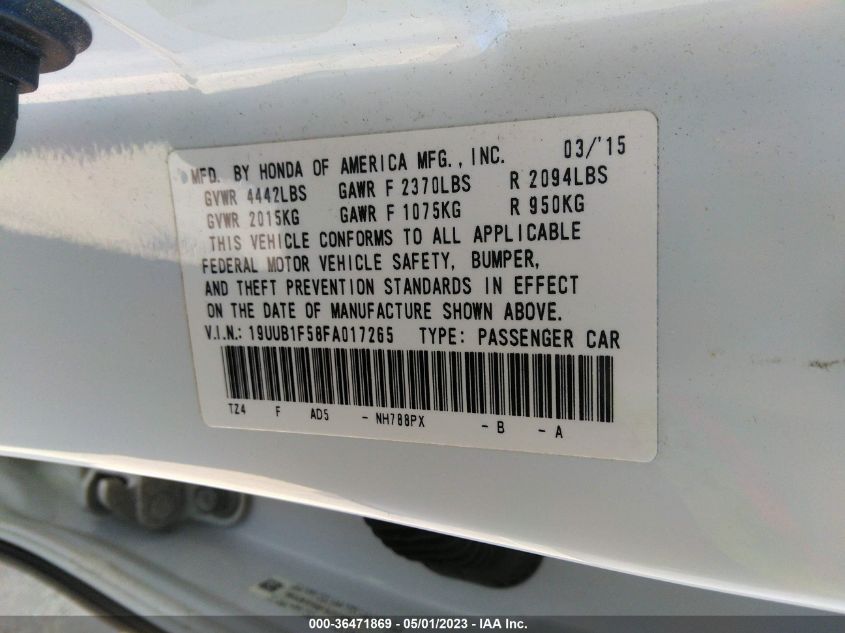 MFD. BY HONDA OF AMERICA MFG., INC. 03/'15
GVWR 4442LBS GAWR F 2370LBS R 2094LBS
GVWR 2015KG GAWR F 1075KG R 950KG
THIS VEHICLE CONFORMS TO ALL APPLICABLE
FEDERAL MOTOR VEHICLE SAFETY, BUMPER,
AND THEFT PREVENTION STANDARDS IN EFFECT
ON THE DATE OF MANUFACTURE SHOWN ABOVE.
V.I.N.: 19UUB1F58FA017265 TYPE: PASSENGER CAR
TZ4 F AD5 - NH788PX - B - A
000-36471869 - 05/01/2023 - IAA Inc.